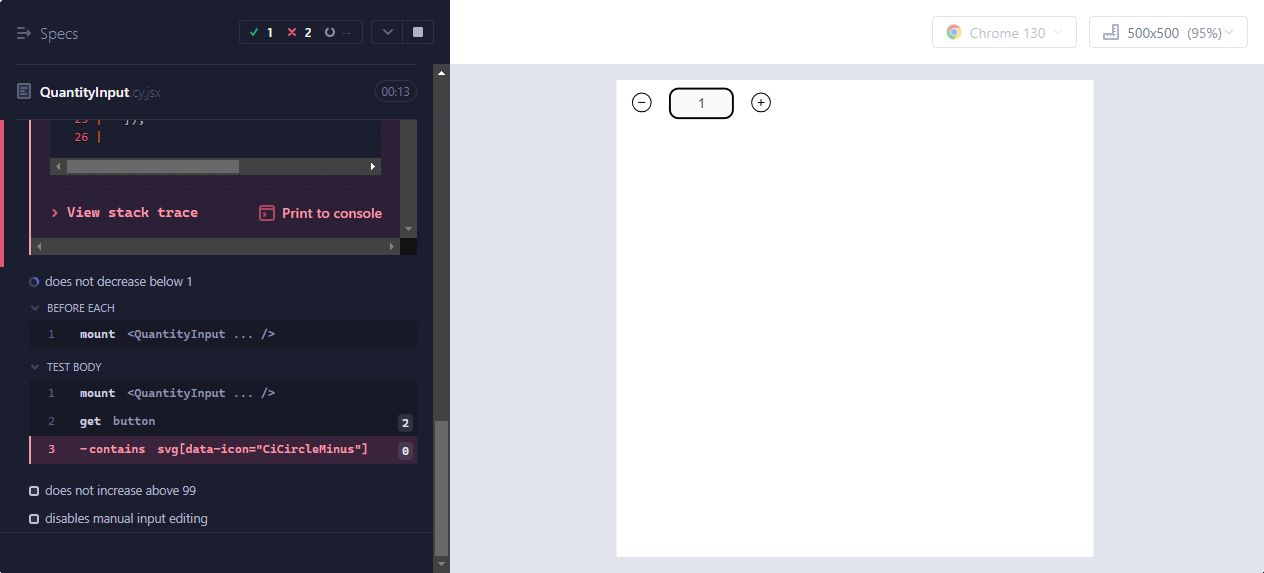 Specs
1 2 --
Chrome 130
500x500 (95%)
QuantityInput.cy.jsx
00:13
25 | });
26 |
View stack trace
Print to console
does not decrease below 1
BEFORE EACH
1 mount <QuantityInput ... />
TEST BODY
1 mount <QuantityInput ... />
2 get button 2
3 -contains svg[data-icon="CiCircleMinus"] 0
does not increase above 99
disables manual input editing
1